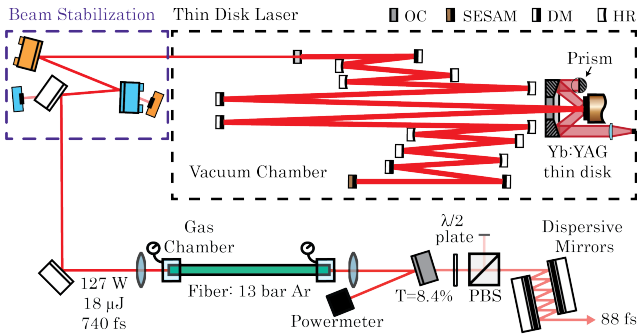 Beam Stabilization
Thin Disk Laser
OC
SESAM
DM
HR
Prism
Yb:YAG
thin disk
Vacuum Chamber
Gas
Chamber
λ/2
plate
Dispersive
Mirrors
127 W
18 µJ
740 fs
Fiber: 13 bar Ar
Powermeter
T=8.4%
PBS
88 fs